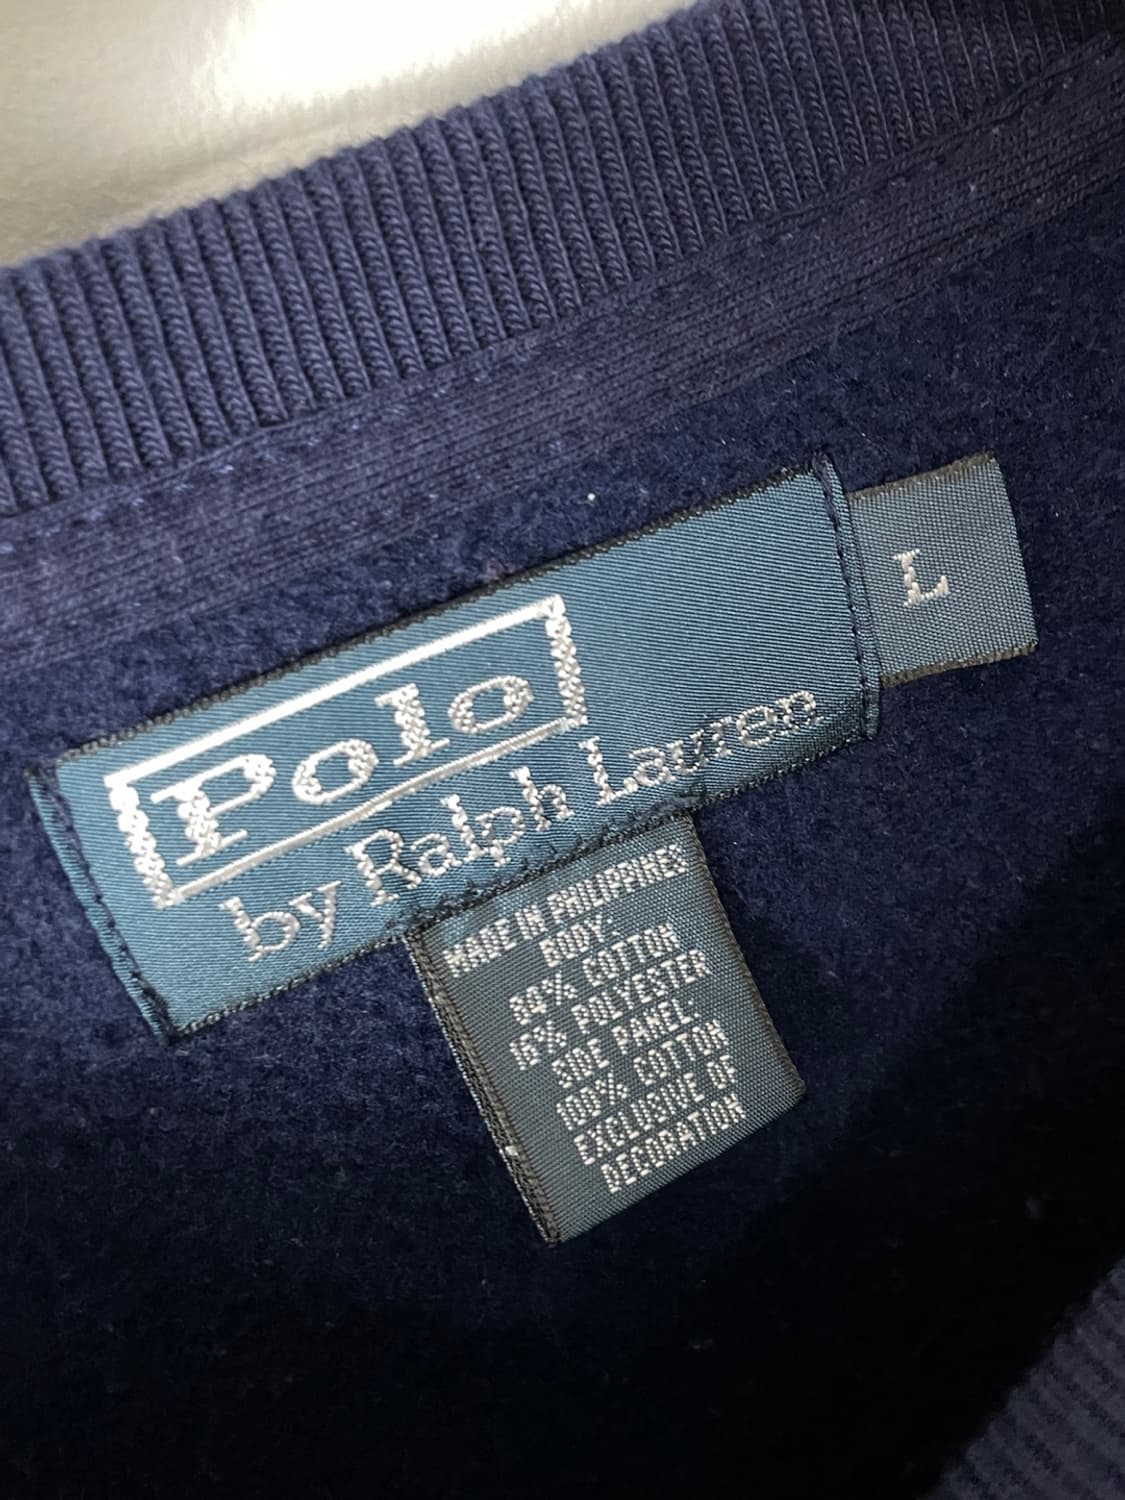 Polo
by Ralph Lauren
L
MADE IN PHILIPPINES
BODY:
84% COTTON
16% POLYESTER
SIDE PANEL:
100% COTTON
EXCLUSIVE OF
DECORATION